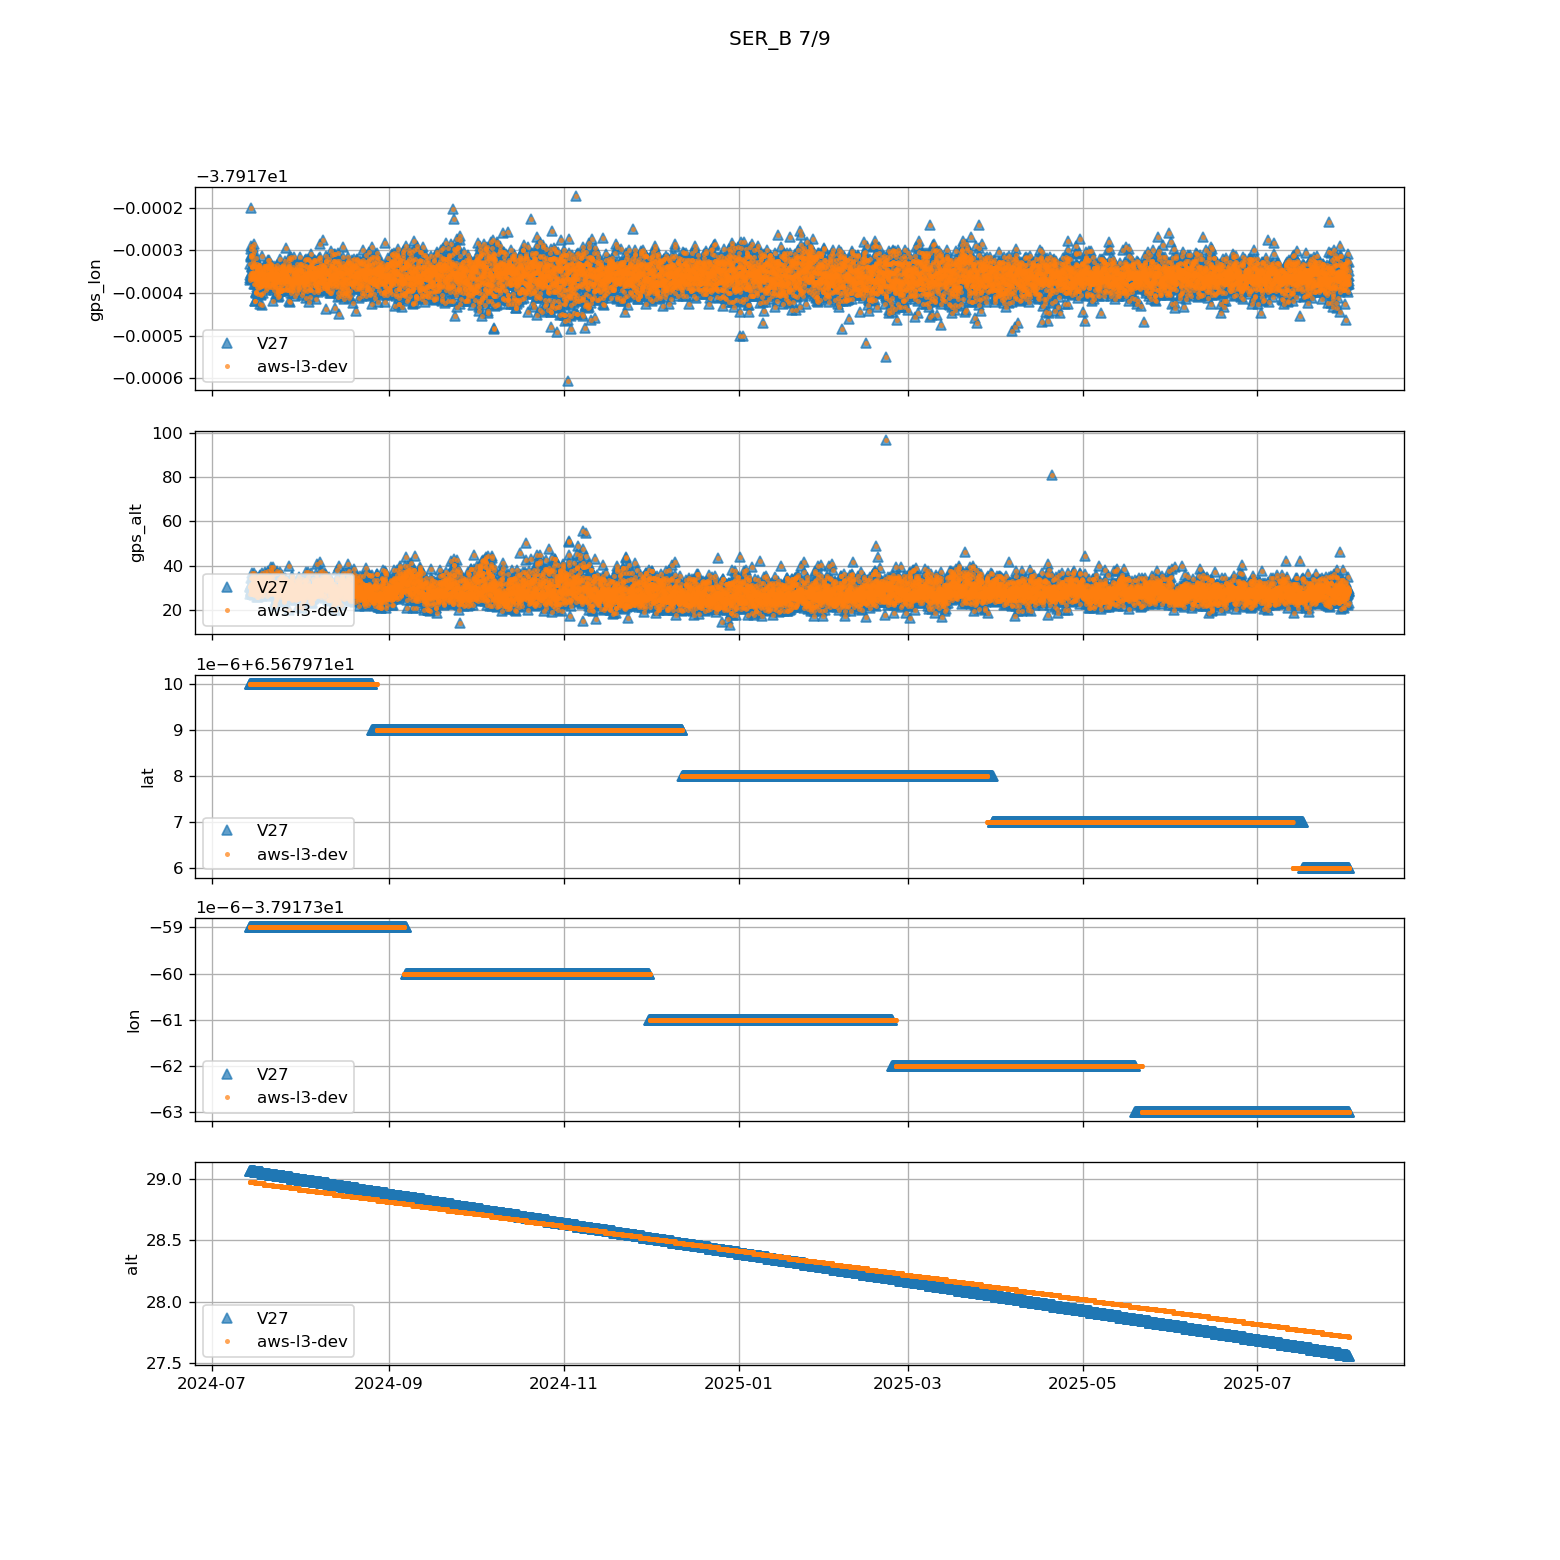 SER_B 7/9
−3.7917e1
−0.0002
−0.0003
−0.0004
−0.0005
−0.0006
gps_lon
V27
aws-l3-dev
100
80
60
40
20
gps_alt
V27
aws-l3-dev
1e−6+6.567971e1
10
9
8
7
6
lat
V27
aws-l3-dev
1e−6−3.79173e1
−59
−60
−61
−62
−63
lon
V27
aws-l3-dev
29.0
28.5
28.0
27.5
alt
V27
aws-l3-dev
2024-07 2024-09 2024-11 2025-01 2025-03 2025-05 2025-07